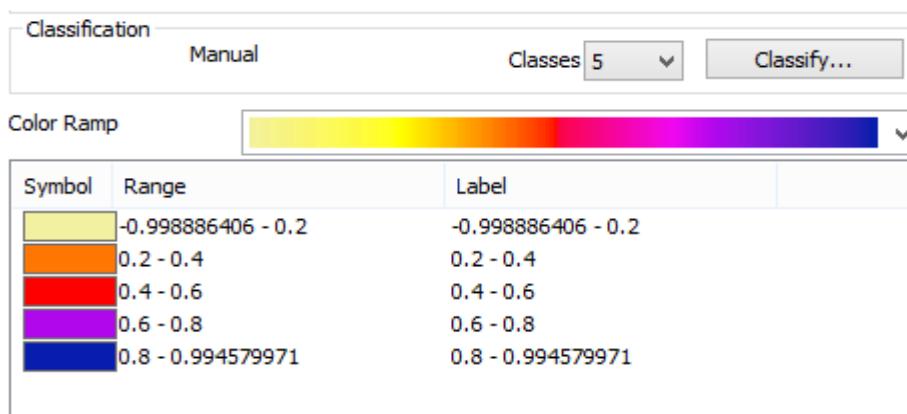 Classification
Manual Classes 5 Classify...
Color Ramp
Symbol Range Label
-0.998886406 - 0.2 -0.998886406 - 0.2
0.2 - 0.4 0.2 - 0.4
0.4 - 0.6 0.4 - 0.6
0.6 - 0.8 0.6 - 0.8
0.8 - 0.994579971 0.8 - 0.994579971